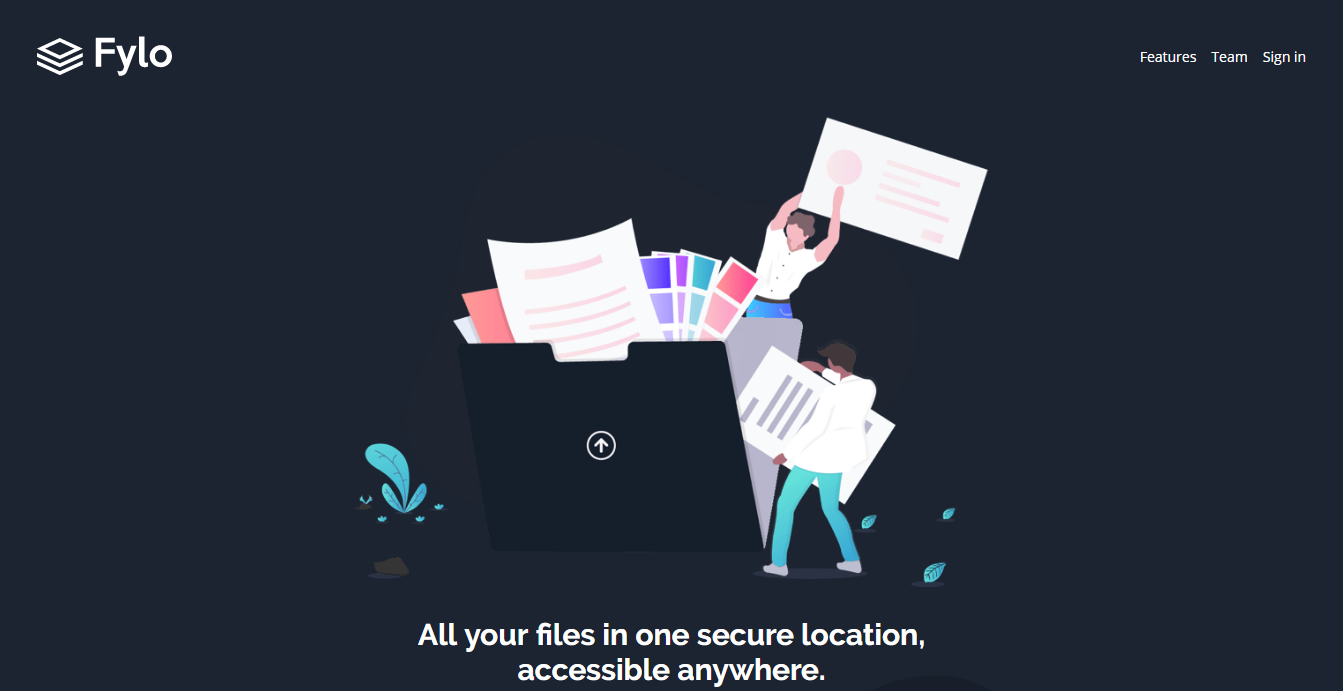 Fylo
Features Team Sign in
All your files in one secure location,
accessible anywhere.